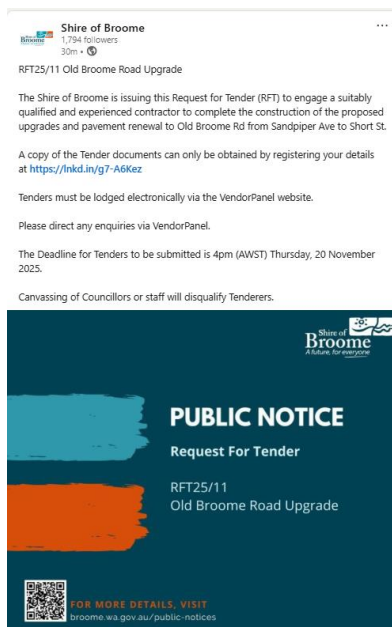 Shire of Broome
1,794 followers
30m •
RFT25/11 Old Broome Road Upgrade
The Shire of Broome is issuing this Request for Tender (RFT) to engage a suitably
qualified and experienced contractor to complete the construction of the proposed
upgrades and pavement renewal to Old Broome Rd from Sandpiper Ave to Short St.
A copy of the Tender documents can only be obtained by registering your details
at https://lnkd.in/g7-A6Kez
Tenders must be lodged electronically via the VendorPanel website.
Please direct any enquiries via VendorPanel.
The Deadline for Tenders to be submitted is 4pm (AWST) Thursday, 20 November
2025.
Canvassing of Councillors or staff will disqualify Tenderers.
Shire of
Broome
A future, for everyone
PUBLIC NOTICE
Request For Tender
RFT25/11
Old Broome Road Upgrade
FOR MORE DETAILS, VISIT
broome.wa.gov.au/public-notices